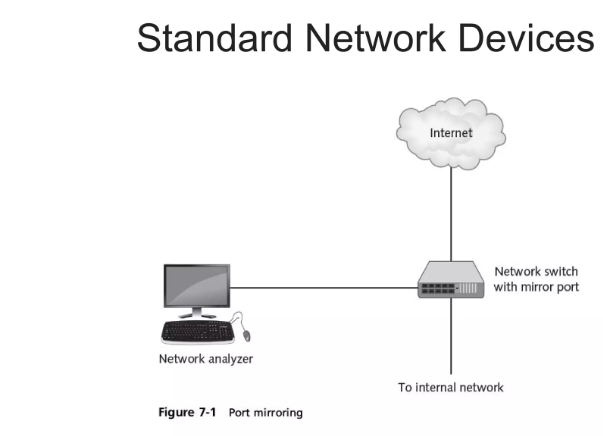 Standard Network Devices
Internet
Network switch
with mirror port
Network analyzer
To internal network
Figure 7-1 Port mirroring